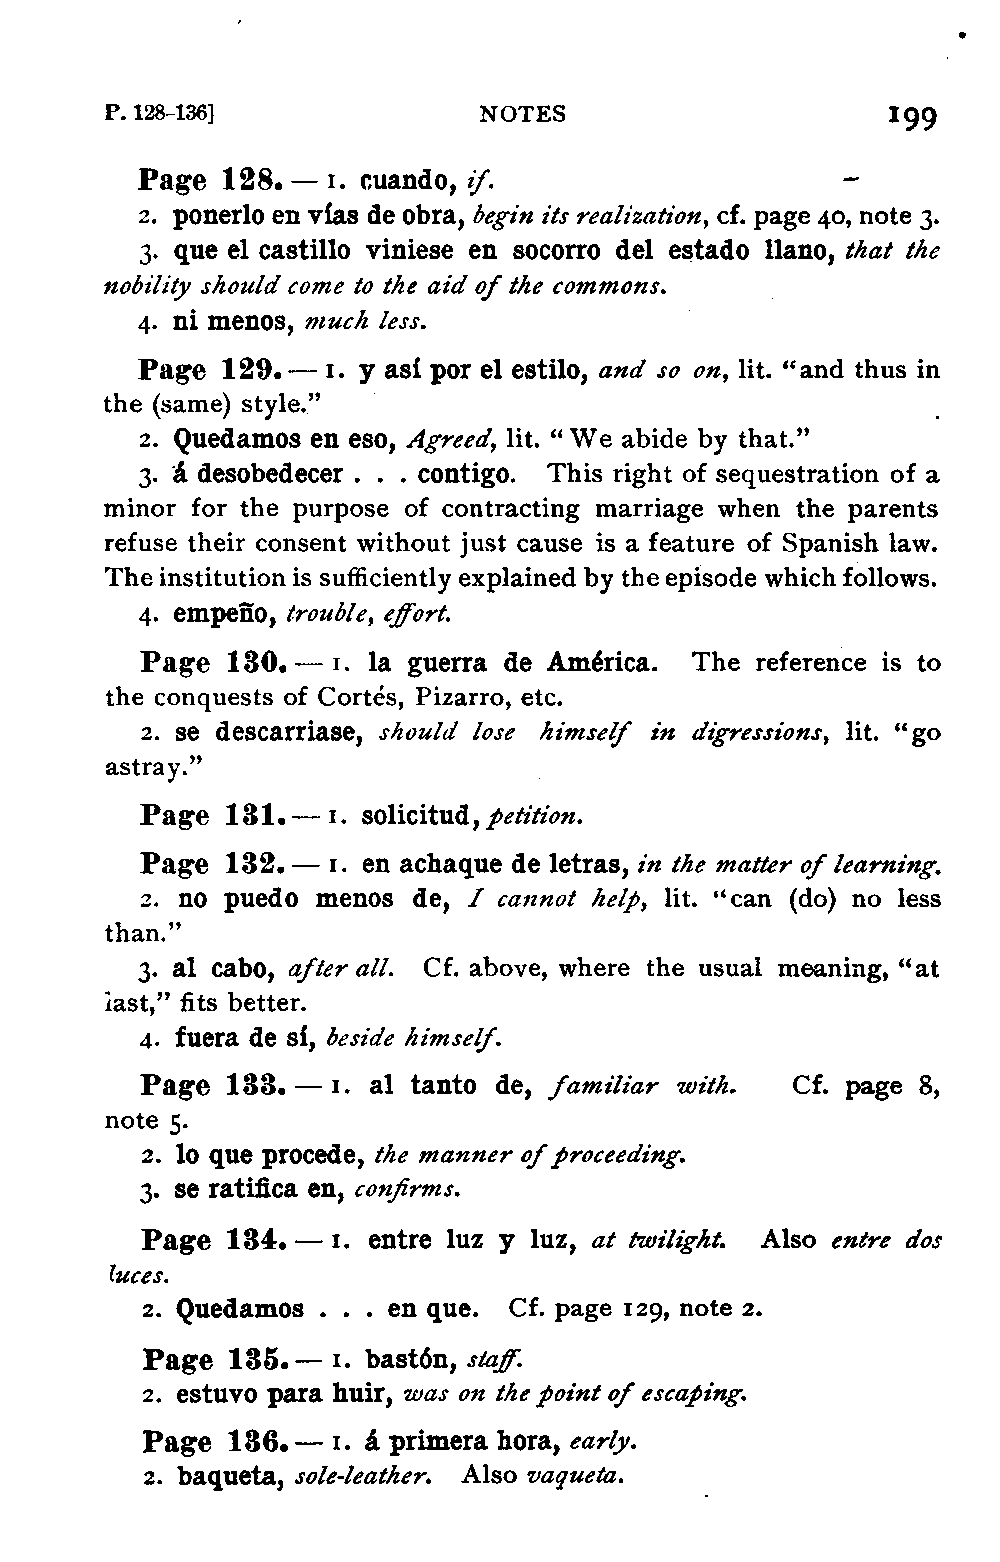 P. 128–136] NOTES 199
Page 128. — 1. cuando, if.
2. ponerlo en vías de obra, begin its realization, cf. page 40, note 3.
3. que el castillo viniese en socorro del estado llano, that the
nobility should come to the aid of the commons.
4. ni menos, much less.
Page 129. — 1. y así por el estilo, and so on, lit. “and thus in
the (same) style.”
2. Quedamos en eso, Agreed, lit. “We abide by that.”
3. á desobedecer . . . contigo. This right of sequestration of a
minor for the purpose of contracting marriage when the parents
refuse their consent without just cause is a feature of Spanish law.
The institution is sufficiently explained by the episode which follows.
4. empeño, trouble, effort.
Page 130. — 1. la guerra de América. The reference is to
the conquests of Cortés, Pizarro, etc.
2. se descarriase, should lose himself in digressions, lit. “go
astray.”
Page 131. — 1. solicitud, petition.
Page 132. — 1. en achaque de letras, in the matter of learning.
2. no puedo menos de, I cannot help, lit. “can (do) no less
than.”
3. al cabo, after all. Cf. above, where the usual meaning, “at
last,” fits better.
4. fuera de sí, beside himself.
Page 133. — 1. al tanto de, familiar with. Cf. page 8,
note 5.
2. lo que procede, the manner of proceeding.
3. se ratifica en, confirms.
Page 134. — 1. entre luz y luz, at twilight. Also entre dos
luces.
2. Quedamos . . . en que. Cf. page 129, note 2.
Page 135. — 1. bastón, staff.
2. estuvo para huir, was on the point of escaping.
Page 136. — 1. á primera hora, early.
2. baqueta, sole-leather. Also vaqueta.